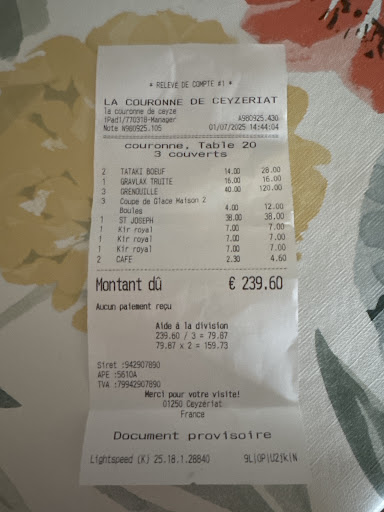 * RELEVE DE COMPTE #1 *
LA COURONNE DE CEYZERIAT
la couronne de ceyze
iPad1/770318-Manager A980925.430
Note №960925.105 01/07/2025 14:44:04
couronne, Table 20
3 couverts
2 TATAKI BOEUF 14.00 28.00
1 GRAVLAX TRUITE 16.00 16.00
3 GRENOUILLE 40.00 120.00
3 Coupe de Glace Maison 2 Boules 4.00 12.00
1 ST JOSEPH 38.00 38.00
1 Kir royal 7.00 7.00
1 Kir royal 7.00 7.00
1 Kir royal 7.00 7.00
2 CAFE 2.30 4.60
Montant dû € 239.60
Aucun paiement reçu
Aide à la division
239.60 / 3 = 79.87
79.87 x 2 = 159.73
Siret :942907890
APE :5610A
TVA :79942907890
Merci pour votre visite!
01250 Ceyzériat
France
Document provisoire
Lightspeed (K) 25.18.1.28840 9L|GP|U2jk|N